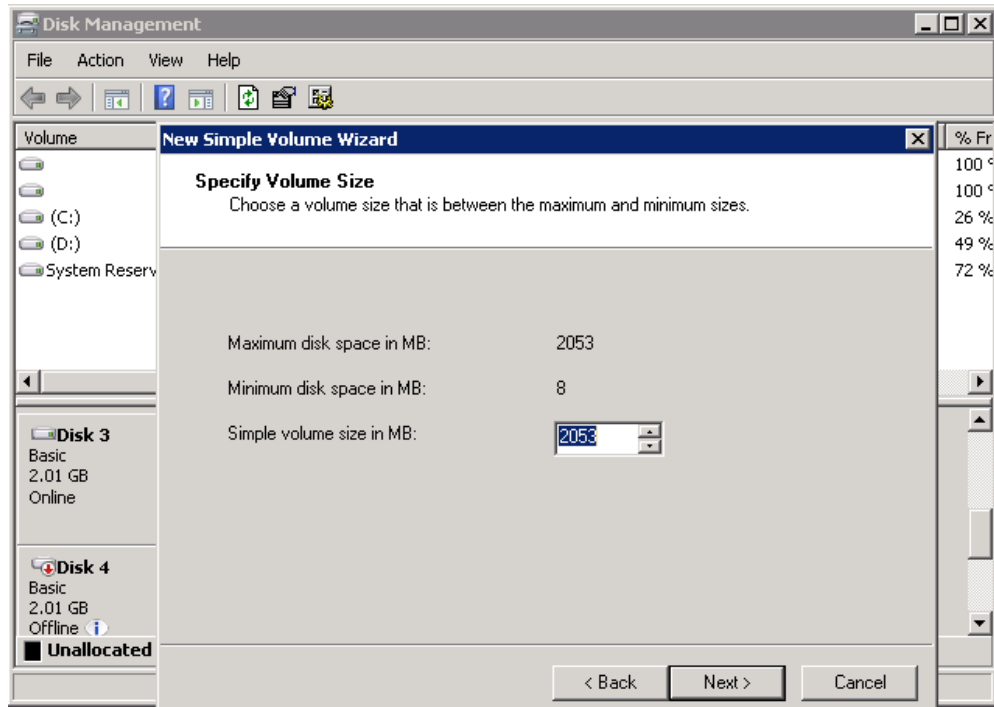 Disk Management
File Action View Help
Volume
% Fr
100 %
100 %
(C:)
26 %
(D:)
49 %
System Reserv
72 %
New Simple Volume Wizard
Specify Volume Size
Choose a volume size that is between the maximum and minimum sizes.
Maximum disk space in MB: 2053
Minimum disk space in MB: 8
Simple volume size in MB: 2053
Disk 3
Basic
2.01 GB
Online
Disk 4
Basic
2.01 GB
Offline
Unallocated
< Back Next > Cancel